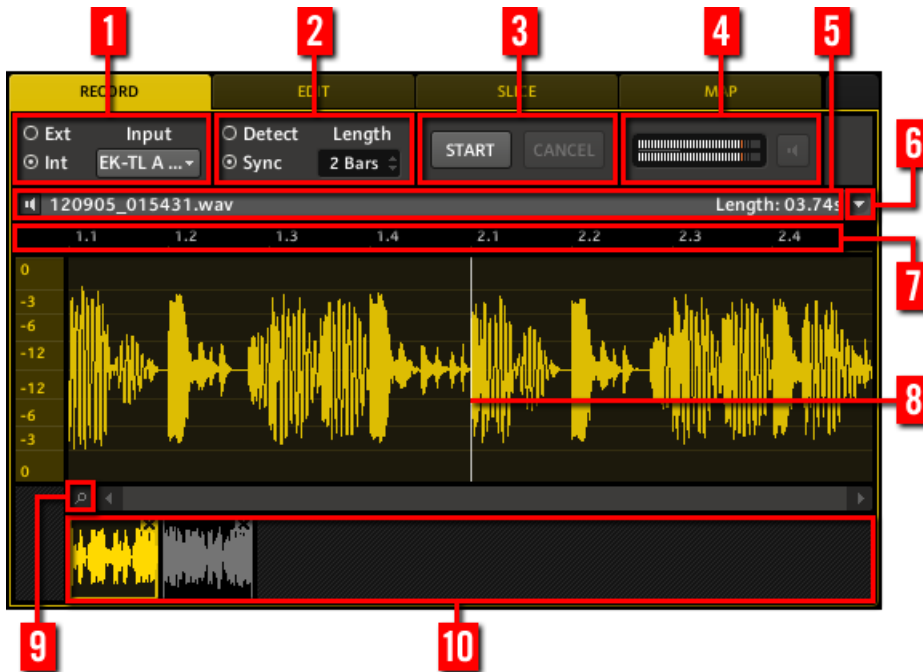 1 2 3 4 5
RECORD EDIT SLICE MAP
Ext Input Detect Length
START CANCEL
Int EK-TL A ... Sync 2 Bars
6
120905_015431.wav Length: 03.74s
1.1 1.2 1.3 1.4 2.1 2.2 2.3 2.4
7
0
-3
-6
-12
-12
8
-6
-3
0
9 10